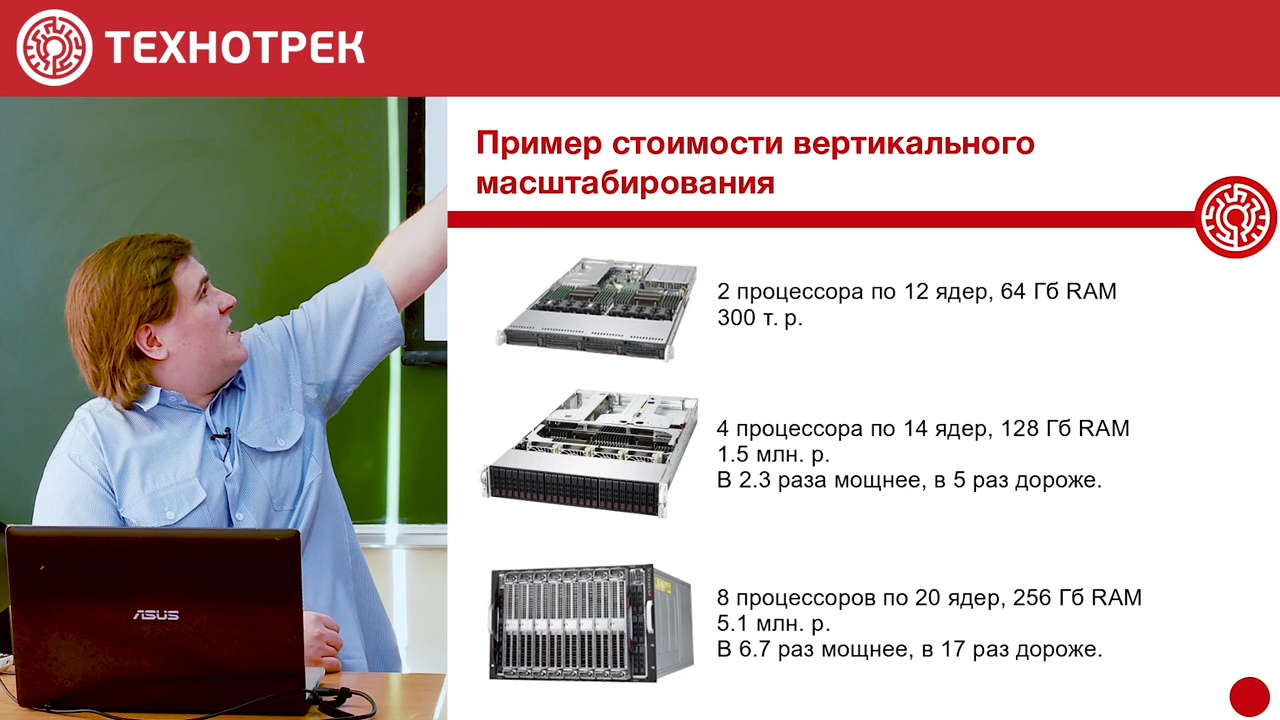 ТЕХНОТРЕК
Пример стоимости вертикального
масштабирования
2 процессора по 12 ядер, 64 Гб RAM
300 т. р.
4 процессора по 14 ядер, 128 Гб RAM
1.5 млн. р.
В 2.3 раза мощнее, в 5 раз дороже.
8 процессоров по 20 ядер, 256 Гб RAM
5.1 млн. р.
В 6.7 раз мощнее, в 17 раз дороже.
ASUS